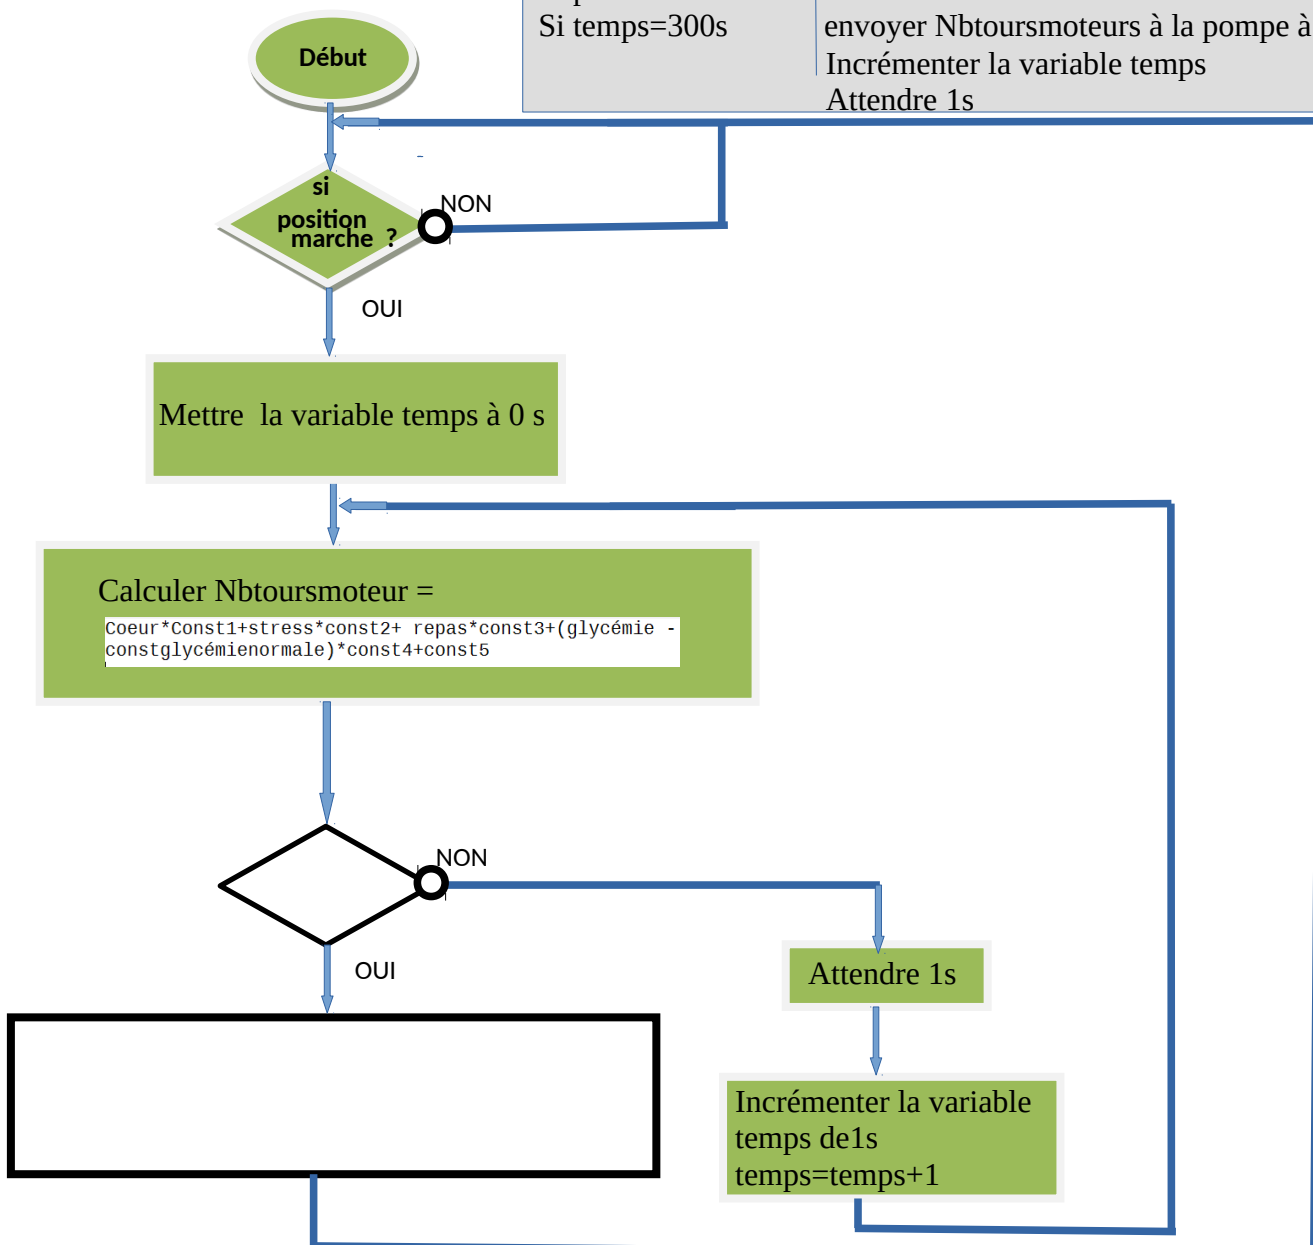 Si temps=300s
envoyer Nbtoursmoteurs à la pompe à
Incrémenter la variable temps
Attendre 1s
Début
si
position
marche ?
NON
OUI
Mettre la variable temps à 0 s
Calculer Nbtoursmoteur =
Coeur*Const1+stress*const2+ repas*const3+(glycémie -
constglycémienormale)*const4+const5
NON
OUI
Attendre 1s
Incrémenter la variable
temps de1s
temps=temps+1